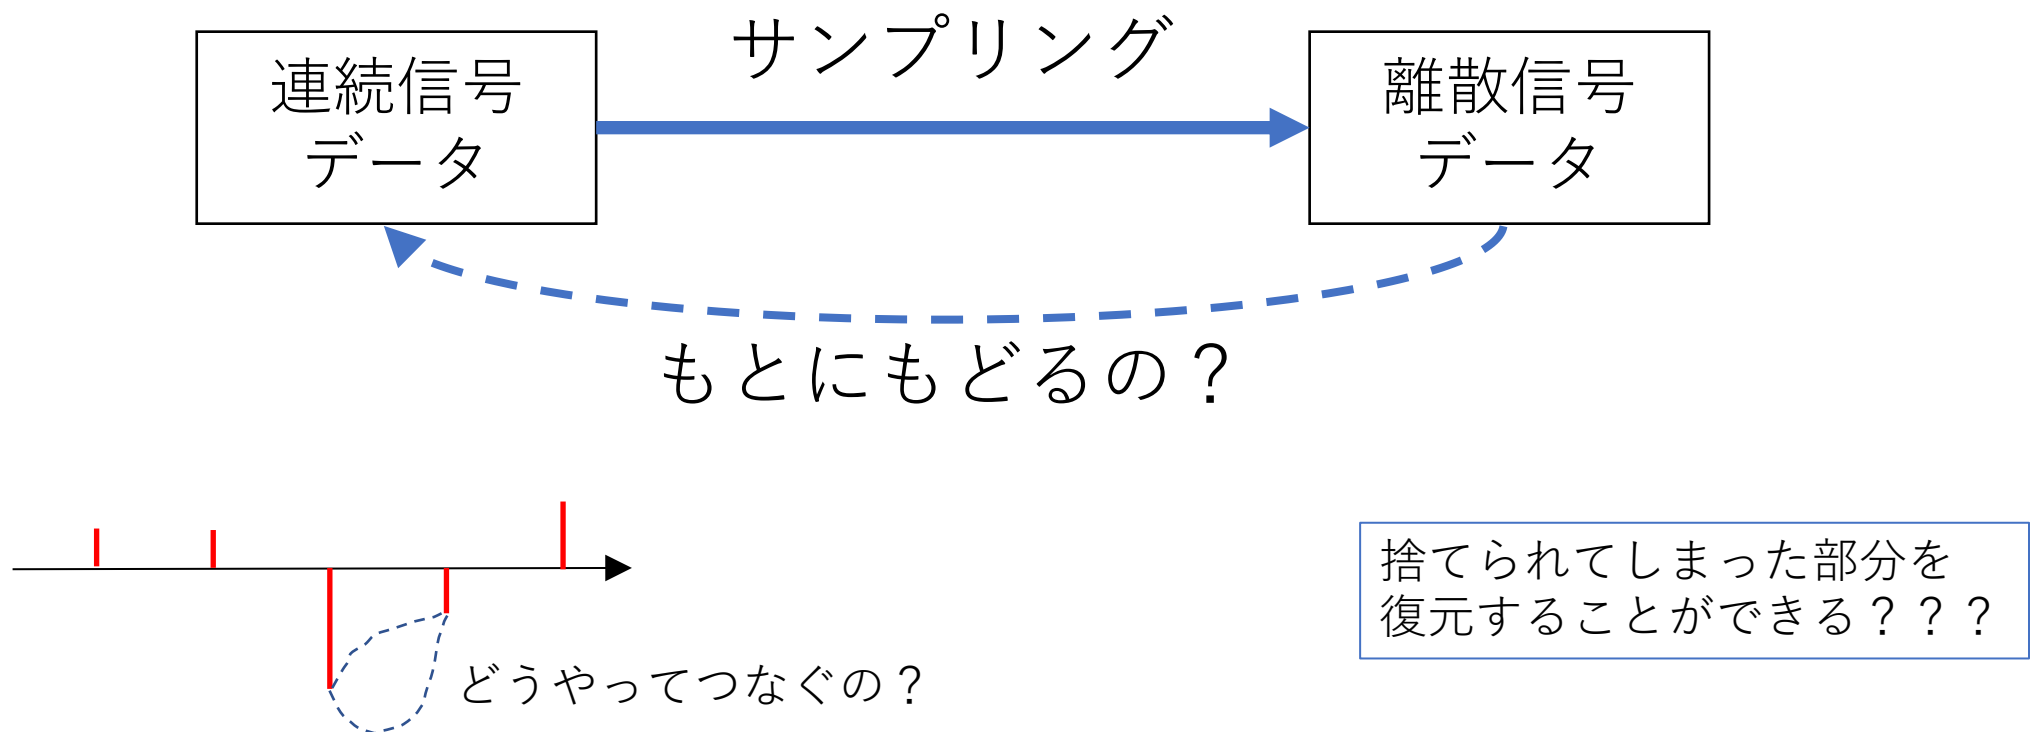 サンプリング
連続信号
データ
離散信号
データ
もとにもどるの？
捨てられてしまった部分を
復元することができる？？？
どうやってつなぐの？